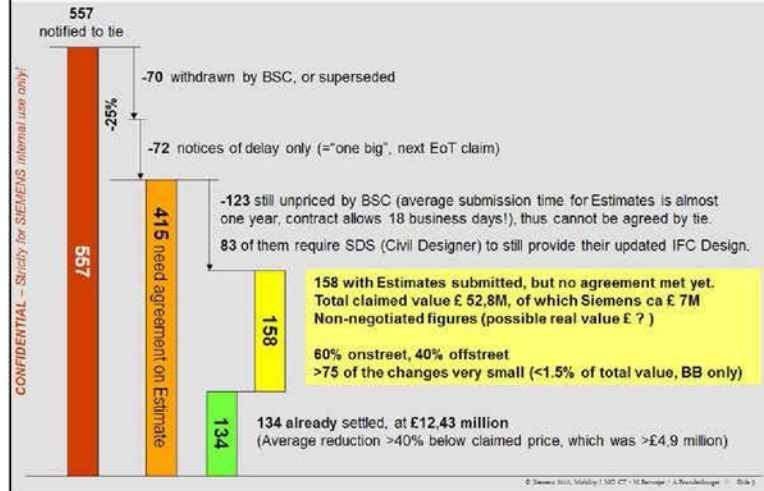 557
notified to tie
-70 withdrawn by BSC, or superseded
-25%
-72 notices of delay only (="one big", next EoT claim)
-123 still unpriced by BSC (average submission time for Estimates is almost
one year, contract allows 18 business days!), thus cannot be agreed by tie.
83 of them require SDS (Civil Designer) to still provide their updated IFC Design.
158 with Estimates submitted, but no agreement met yet.
Total claimed value £ 52,8M, of which Siemens ca £ 7M
Non-negotiated figures (possible real value £ ? )
60% onstreet, 40% offstreet
>75 of the changes very small (<1.5% of total value, BB only)
134 already settled, at £12,43 million
(Average reduction >40% below claimed price, which was >£4,9 million)
CONFIDENTIAL – Strictly for SIEMENS internal use only!
557
415 need agreement on Estimate
158
134
© Siemens 2010, Mobility
Slide 5